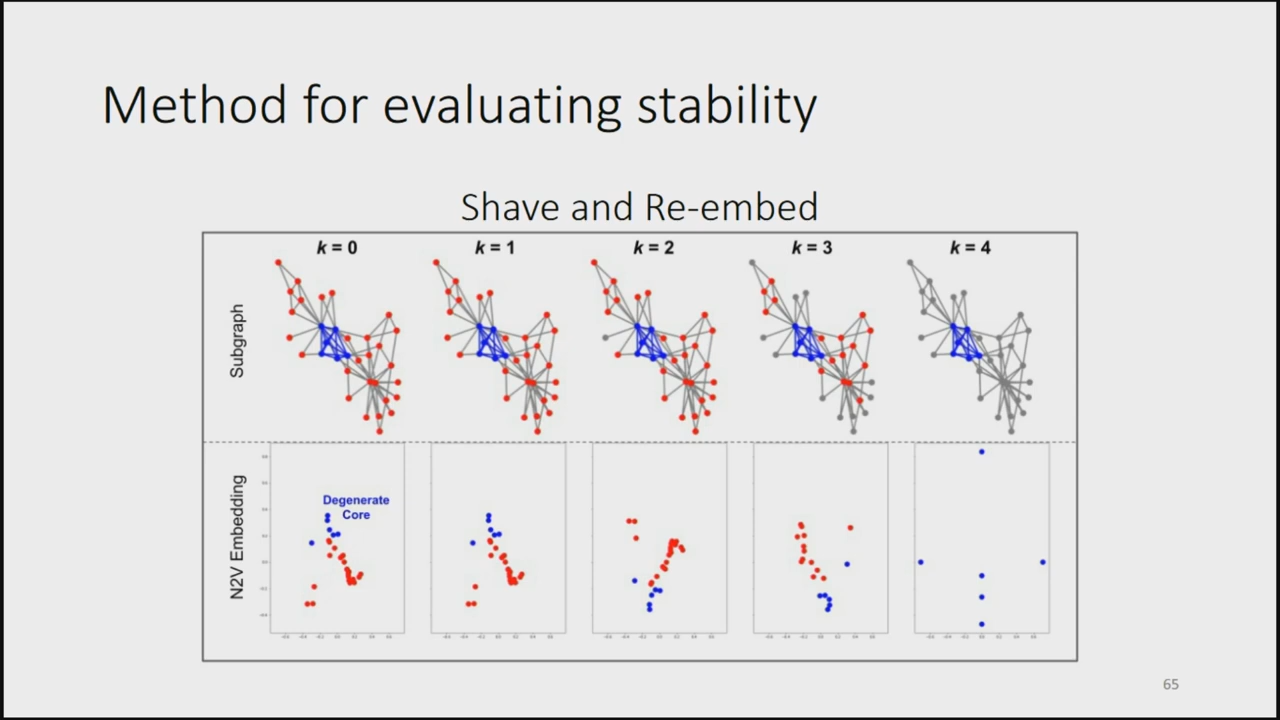 Method for evaluating stability
Shave and Re-embed
k = 0
k = 1
k = 2
k = 3
k = 4
Subgraph
N2V Embedding
Degenerate
Core
65